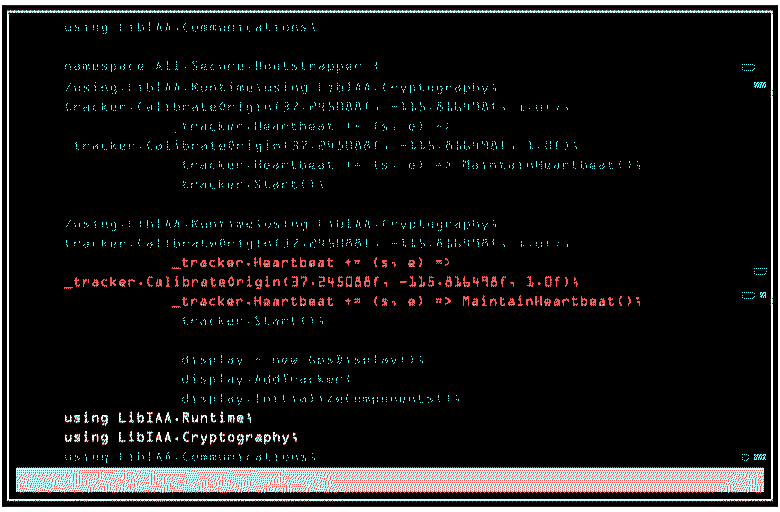 using LibIAA.Communications;
namespace All.Secure.Bootstrapper {
/using.LibIAA.Runtime;using LibIAA.Cryptography;
tracker.CalibrateOrigin(37.245088f, -115.816498f, 1.0f);
_tracker.Heartbeat += (s, e) =>
tracker.CalibrateOrigin(37.245088f, -115.816498f, 1.0f);
tracker.Heartbeat += (s, e) => MaintainHeartbeat();
tracker.Start();
/using.LibIAA.Runtime;using LibIAA.Cryptography;
tracker.CalibrateOrigin(37.245088f, -115.816498f, 1.0f);
_tracker.Heartbeat += (s, e) =>
_tracker.CalibrateOrigin(37.245088f, -115.816498f, 1.0f);
_tracker.Heartbeat += (s, e) => MaintainHeartbeat();
tracker.Start();
display = new GpsDisplay();
display.AddTracker(
display.InitializeComponents();
using LibIAA.Runtime;
using LibIAA.Cryptography;
using LibIAA.Communications;